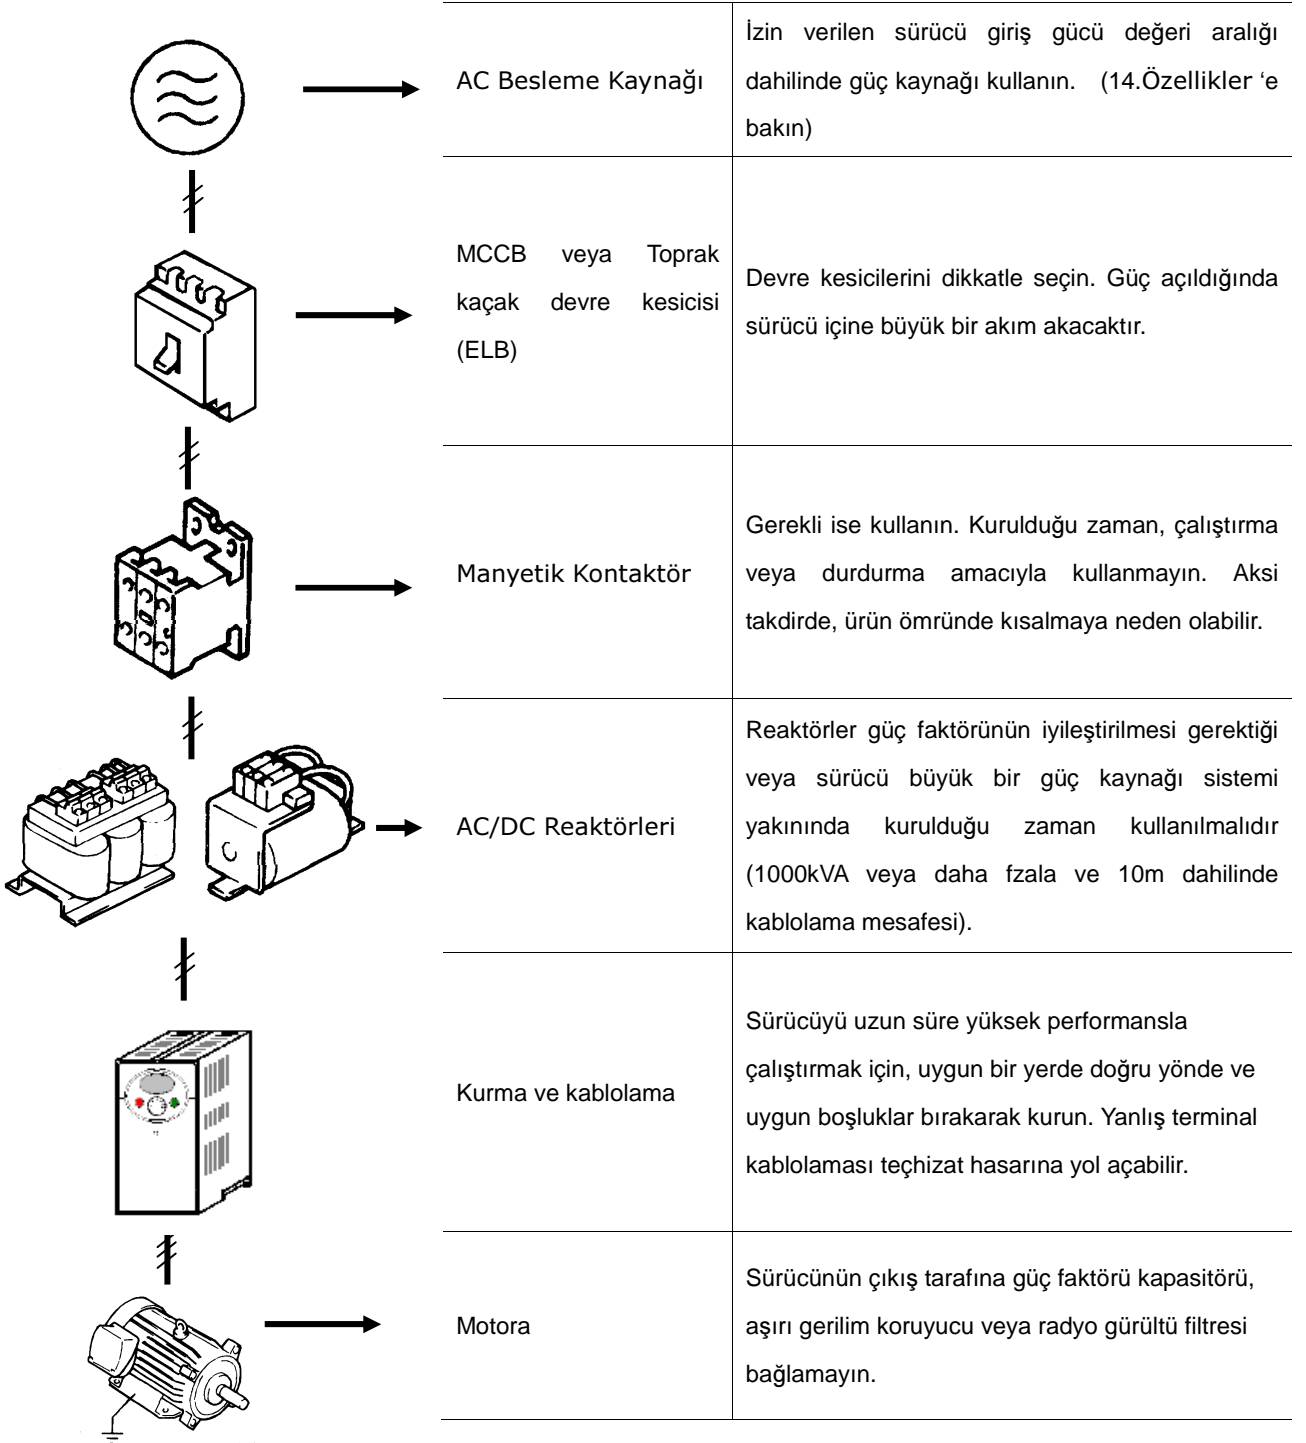 İzin verilen sürücü giriş gücü değeri aralığı
AC Besleme Kaynağı
dahilinde güç kaynağı kullanın. (14.Özellikler ‘e
bakın)
MCCB veya Toprak
kaçak devre kesicisi
(ELB)
Devre kesicilerini dikkatle seçin. Güç açıldığında
sürücü içine büyük bir akım akacaktır.
Manyetik Kontaktör
Gerekli ise kullanın. Kurulduğu zaman, çalıştırma
veya durdurma amacıyla kullanmayın. Aksi
takdirde, ürün ömründe kısalmaya neden olabilir.
AC/DC Reaktörleri
Reaktörler güç faktörünün iyileştirilmesi gerektiği
veya sürücü büyük bir güç kaynağı sistemi
yakınında kurulduğu zaman kullanılmalıdır
(1000kVA veya daha fzala ve 10m dahilinde
kablolama mesafesi).
Kurma ve kablolama
Sürücüyü uzun süre yüksek performansla
çalıştırmak için, uygun bir yerde doğru yönde ve
uygun boşluklar bırakarak kurun. Yanlış terminal
kablolaması teçhizat hasarına yol açabilir.
Motora
Sürücünün çıkış tarafına güç faktörü kapasitörü,
aşırı gerilim koruyucu veya radyo gürültü filtresi
bağlamayın.